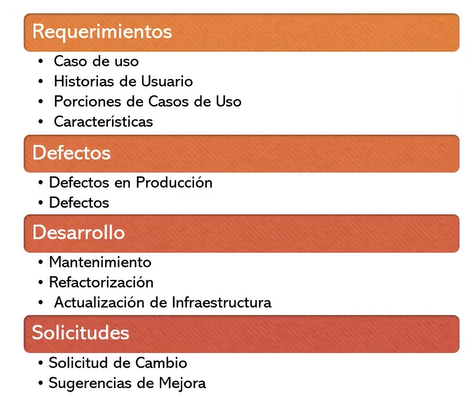 Requerimientos
• Caso de uso
• Historias de Usuario
• Porciones de Casos de Uso
• Características
Defectos
• Defectos en Producción
• Defectos
Desarrollo
• Mantenimiento
• Refactorización
• Actualización de Infraestructura
Solicitudes
• Solicitud de Cambio
• Sugerencias de Mejora